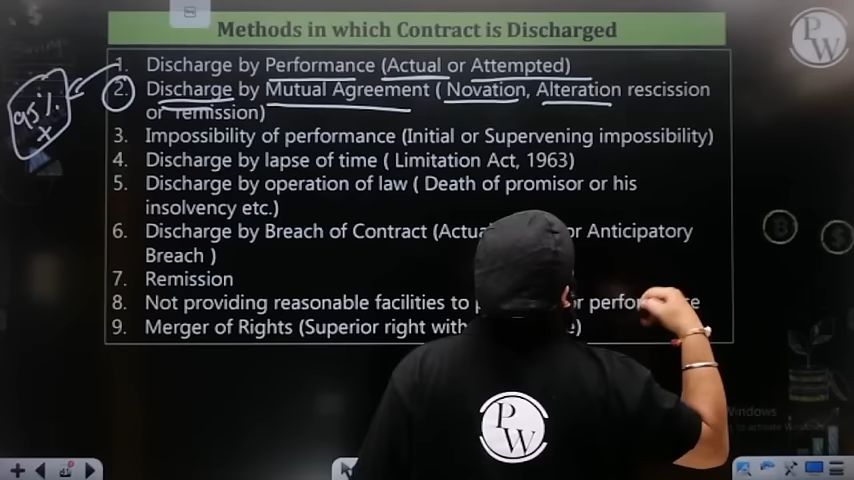 Methods in which Contract is Discharged
1. Discharge by Performance (Actual or Attempted)
2. Discharge by Mutual Agreement ( Novation, Alteration rescission
or remission)
3. Impossibility of performance (Initial or Supervening impossibility)
4. Discharge by lapse of time ( Limitation Act, 1963)
5. Discharge by operation of law ( Death of promisor or his
insolvency etc.)
6. Discharge by Breach of Contract (Actual or Anticipatory
Breach )
7. Remission
8. Not providing reasonable facilities to
9. Merger of Rights (Superior right
95%
+
P
W
P
W
Windows